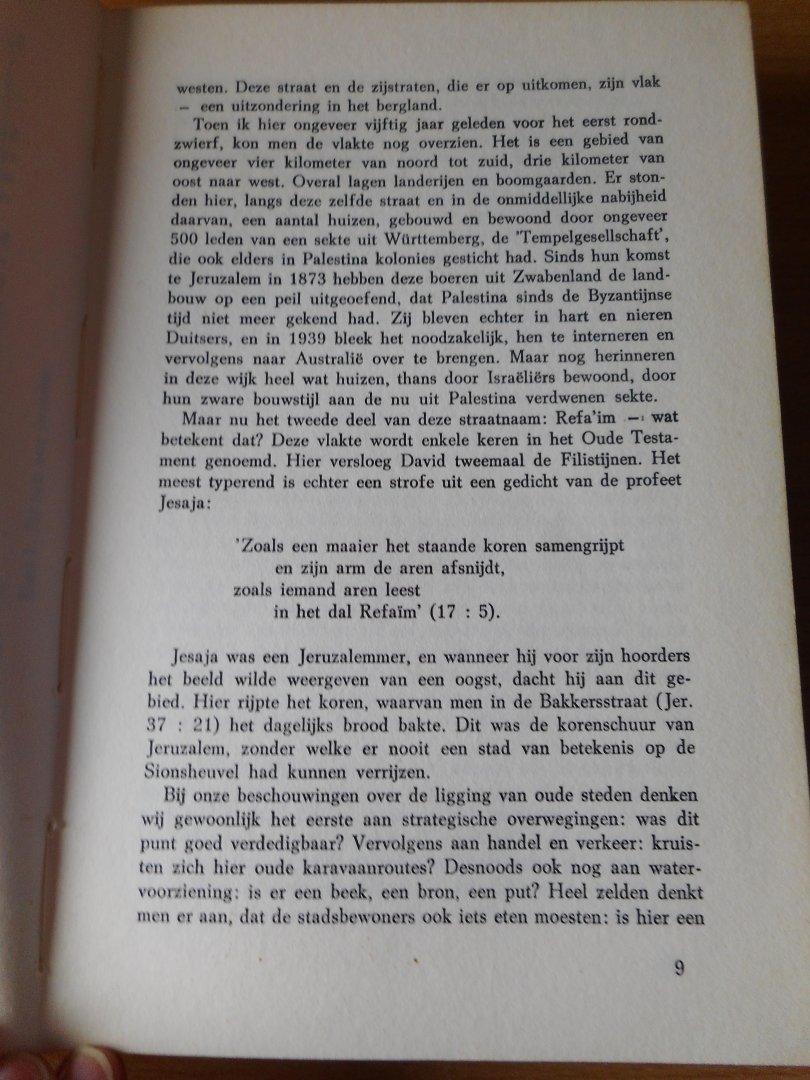 westen. Deze straat en de zijstraten, die er op uitkomen, zijn vlak
— een uitzondering in het bergland.
Toen ik hier ongeveer vijftig jaar geleden voor het eerst rond-
zwierf, kon men de vlakte nog overzien. Het is een gebied van
ongeveer vier kilometer van noord tot zuid, drie kilometer van
oost naar west. Overal lagen landerijen en boomgaarden. Er ston-
den hier, langs deze zelfde straat en in de onmiddellijke nabijheid
daarvan, een aantal huizen, gebouwd en bewoond door ongeveer
500 leden van een sekte uit Württemberg, de 'Tempelgesellschaft',
die ook elders in Palestina kolonies gesticht had. Sinds hun komst
te Jeruzalem in 1873 hebben deze boeren uit Zwabenland de land-
bouw op een peil uitgeoefend, dat Palestina sinds de Byzantijnse
tijd niet meer gekend had. Zij bleven echter in hart en nieren
Duitsers, en in 1939 bleek het noodzakelijk, hen te interneren en
vervolgens naar Australië over te brengen. Maar nog herinneren
in deze wijk heel wat huizen, thans door Israëliërs bewoond, door
hun zware bouwstijl aan de nu uit Palestina verdwenen sekte.
Maar nu het tweede deel van deze straatnaam: Refa'im — wat
betekent dat? Deze vlakte wordt enkele keren in het Oude Testa-
ment genoemd. Hier versloeg David tweemaal de Filistijnen. Het
meest typerend is echter een strofe uit een gedicht van de profeet
Jesaja:
'Zoals een maaier het staande koren samengrijpt
en zijn arm de aren afsnijdt,
zoals iemand aren leest
in het dal Refaïm' (17 : 5).
Jesaja was een Jeruzalemmer, en wanneer hij voor zijn hoorders
het beeld wilde weergeven van een oogst, dacht hij aan dit ge-
bied. Hier rijpte het koren, waarvan men in de Bakkersstraat (Jer.
37 : 21) het dagelijks brood bakte. Dit was de korenschuur van
Jeruzalem, zonder welke er nooit een stad van betekenis op de
Sionsheuvel had kunnen verrijzen.
Bij onze beschouwingen over de ligging van oude steden denken
wij gewoonlijk het eerste aan strategische overwegingen: was dit
punt goed verdedigbaar? Vervolgens aan handel en verkeer: kruis-
ten zich hier oude karavaanroutes? Desnoods ook nog aan water-
voorziening: is er een beek, een bron, een put? Heel zelden denkt
men er aan, dat de stadsbewoners ook iets eten moesten: is hier een
9